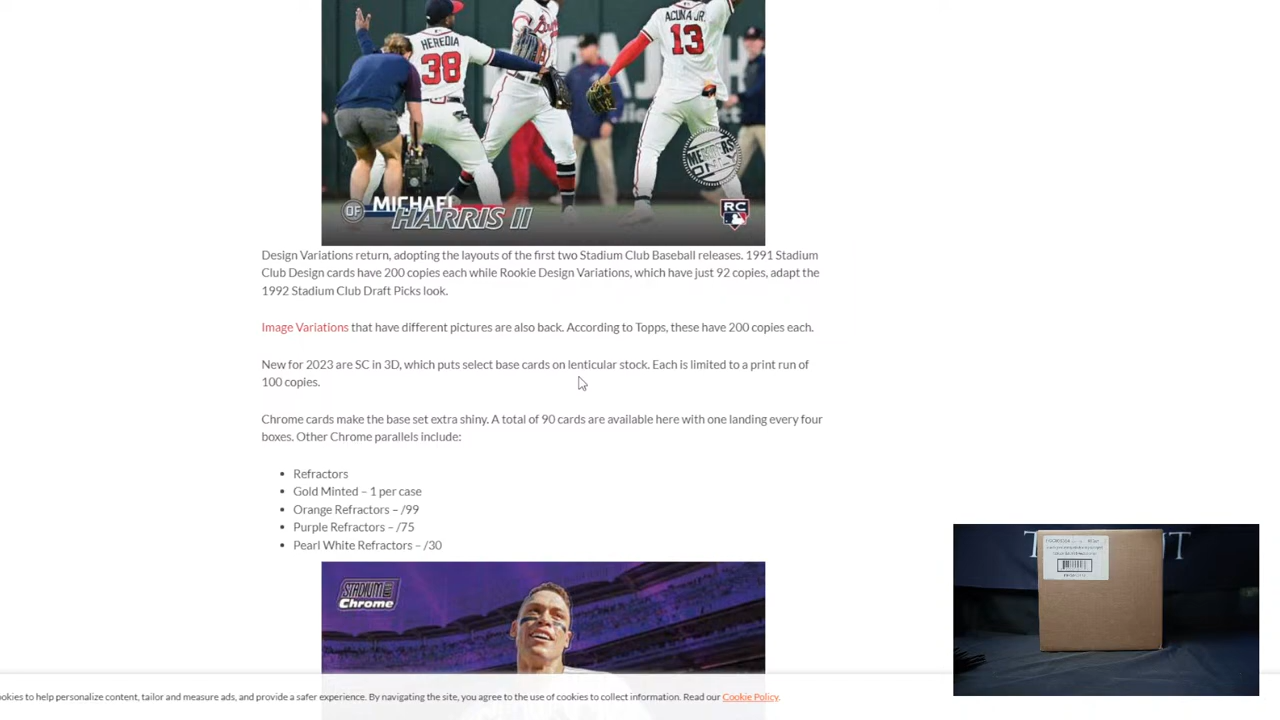 HEREDIA
38
ACUÑA JR.
13
MEMBERS
ONLY
OF
MICHAEL
HARRIS II
RC
Design Variations return, adopting the layouts of the first two Stadium Club Baseball releases. 1991 Stadium
Club Design cards have 200 copies each while Rookie Design Variations, which have just 92 copies, adapt the
1992 Stadium Club Draft Picks look.
Image Variations that have different pictures are also back. According to Topps, these have 200 copies each.
New for 2023 are SC in 3D, which puts select base cards on lenticular stock. Each is limited to a print run of
100 copies.
Chrome cards make the base set extra shiny. A total of 90 cards are available here with one landing every four
boxes. Other Chrome parallels include:
• Refractors
• Gold Minted – 1 per case
• Orange Refractors – /99
• Purple Refractors – /75
• Pearl White Refractors – /30
STADIUM CLUB
Chrome
ookies to help personalize content, tailor and measure ads, and provide a safer experience. By navigating the site, you agree to the use of cookies to collect information. Read our Cookie Policy.